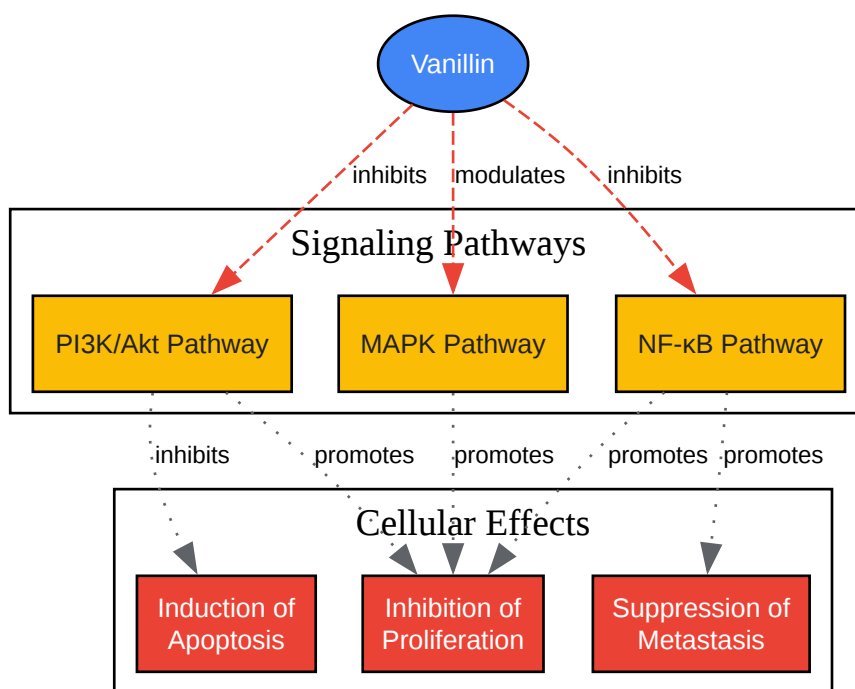 Vanillin
inhibits
modulates
inhibits
Signaling Pathways
PI3K/Akt Pathway
MAPK Pathway
NF-κB Pathway
inhibits
promotes
promotes
promotes
promotes
Cellular Effects
Induction of
Apoptosis
Inhibition of
Proliferation
Suppression of
Metastasis